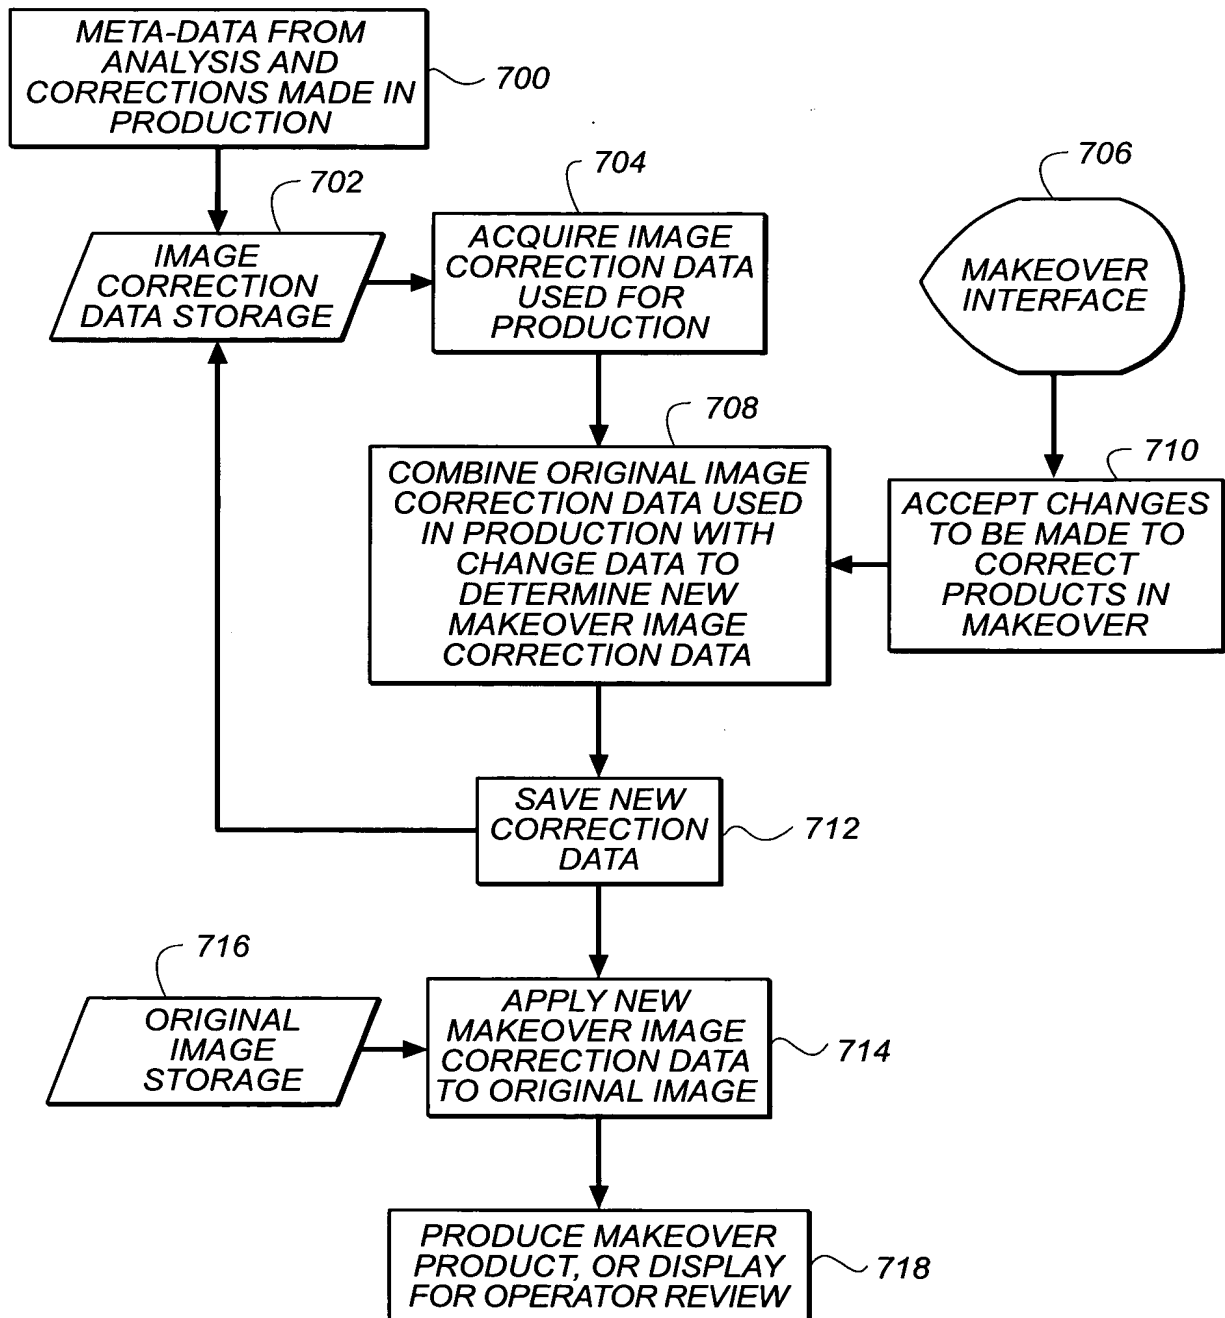 META-DATA FROM
ANALYSIS AND
CORRECTIONS MADE IN
PRODUCTION
700
702
IMAGE
CORRECTION
DATA STORAGE
704
ACQUIRE IMAGE
CORRECTION DATA
USED FOR
PRODUCTION
706
MAKEOVER
INTERFACE
708
COMBINE ORIGINAL IMAGE
CORRECTION DATA USED
IN PRODUCTION WITH
CHANGE DATA TO
DETERMINE NEW
MAKEOVER IMAGE
CORRECTION DATA
710
ACCEPT CHANGES
TO BE MADE TO
CORRECT
PRODUCTS IN
MAKEOVER
SAVE NEW
CORRECTION
DATA
712
716
ORIGINAL
IMAGE
STORAGE
APPLY NEW
MAKEOVER IMAGE
CORRECTION DATA
TO ORIGINAL IMAGE
714
PRODUCE MAKEOVER
PRODUCT, OR DISPLAY
FOR OPERATOR REVIEW
718